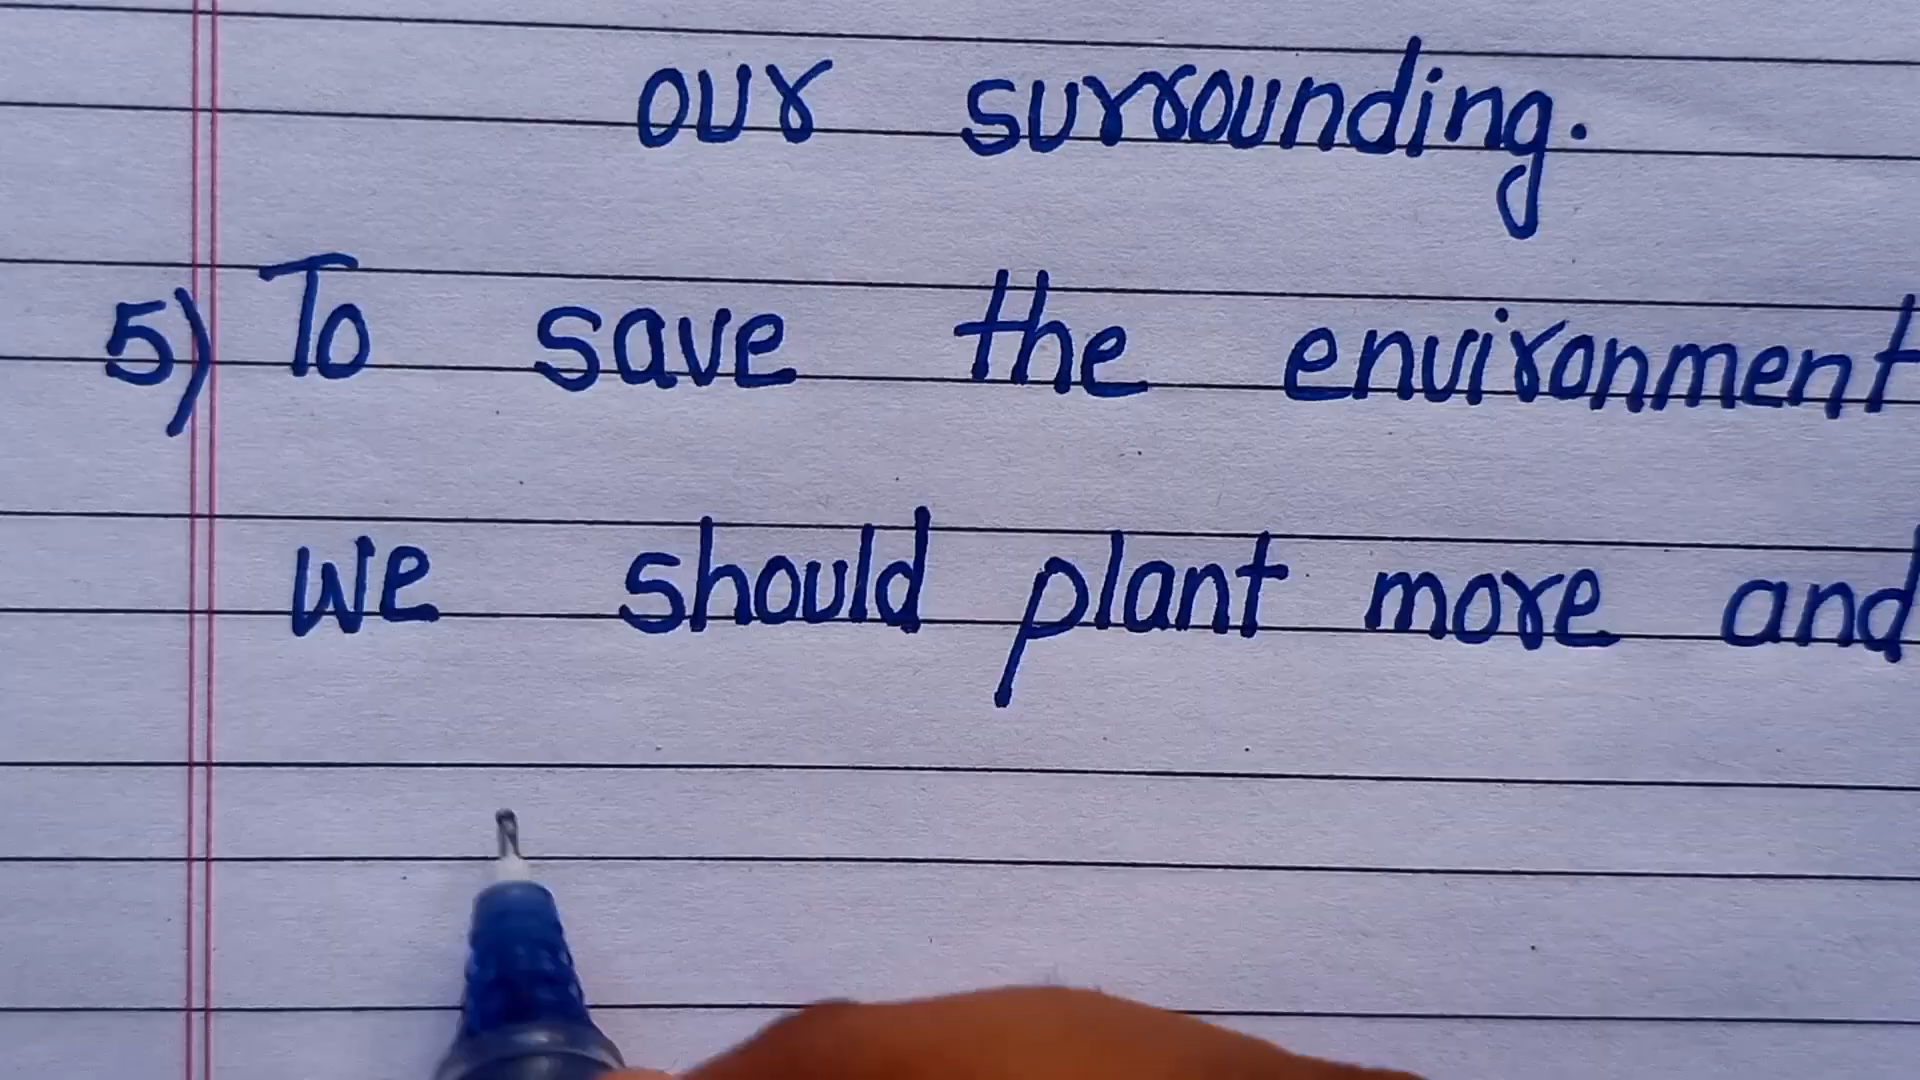 our surrounding.
5) To save the environment
we should plant more and